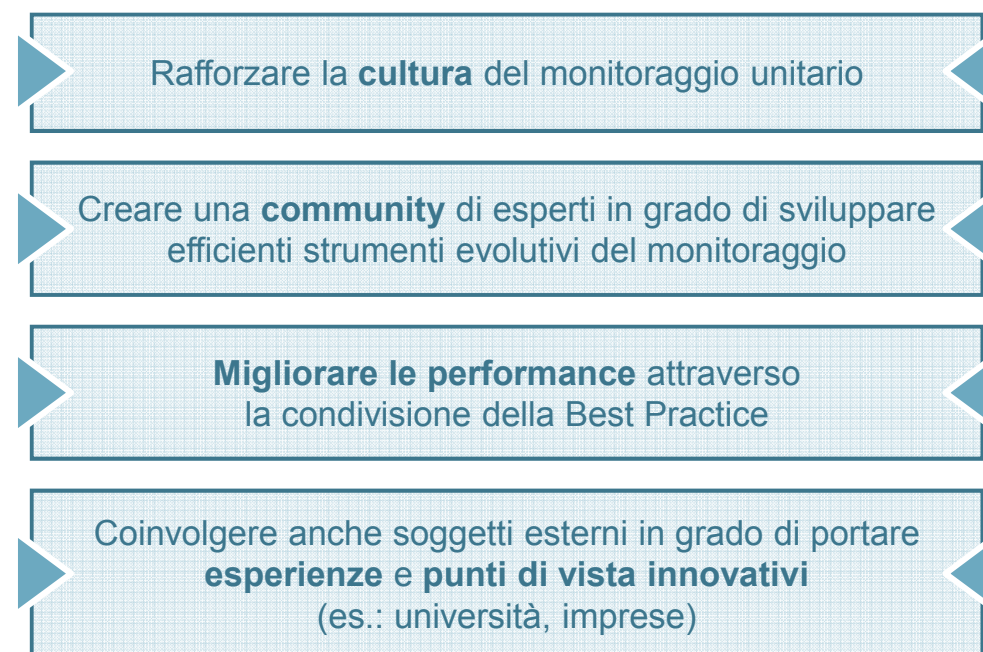 Rafforzare la cultura del monitoraggio unitario
Creare una community di esperti in grado di sviluppare
efficienti strumenti evolutivi del monitoraggio
Migliorare le performance attraverso
la condivisione della Best Practice
Coinvolgere anche soggetti esterni in grado di portare
esperienze e punti di vista innovativi
(es.: università, imprese)